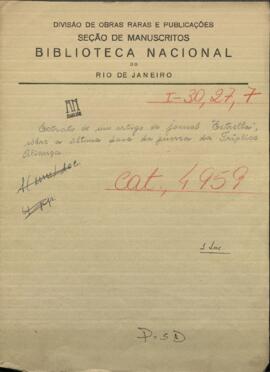 DIVISÃO DE OBRAS RARAS E PUBLICAÇÕES
SEÇÃO DE MANUSCRITOS
BIBLIOTECA NACIONAL
DO
RIO DE JANEIRO
I-30,27,7
Extrato de um artigo do jornal "Estrella",
sobre a última fase da guerra da Tríplice
Aliança
Cat. 4959
1 doc